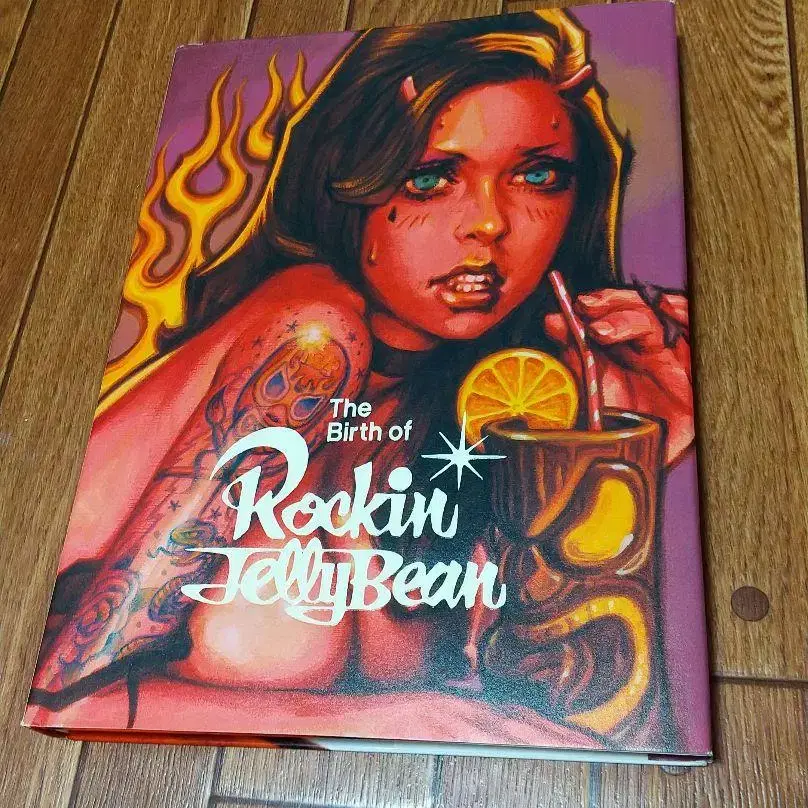 The
Birth of
Rockin'
JellyBean